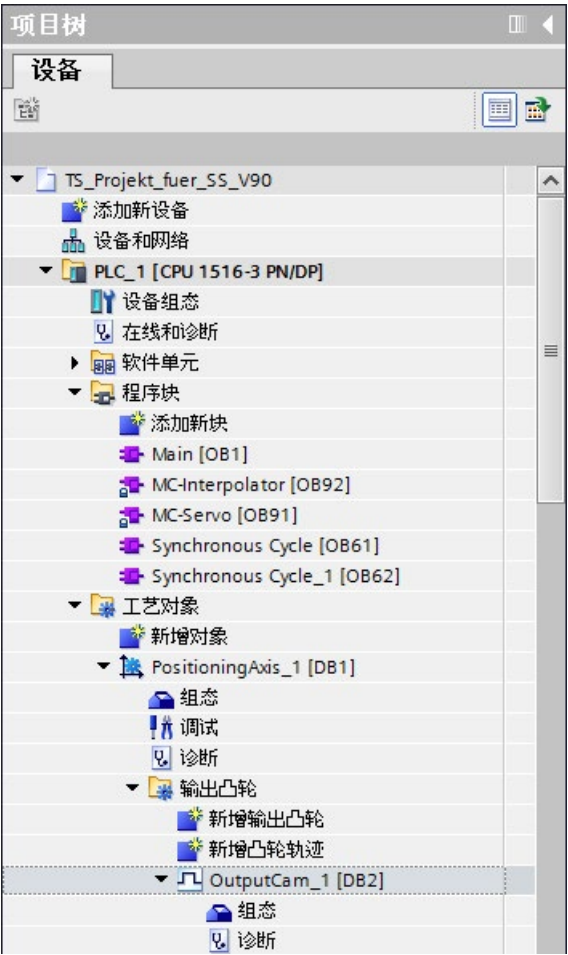 项目树
设备
TS_Projekt_fuer_SS_V90
添加新设备
设备和网络
PLC_1 [CPU 1516-3 PN/DP]
设备组态
在线和诊断
软件单元
程序块
添加新块
Main [OB1]
MC-Interpolator [OB92]
MC-Servo [OB91]
Synchronous Cycle [OB61]
Synchronous Cycle_1 [OB62]
工艺对象
新增对象
PositioningAxis_1 [DB1]
组态
调试
诊断
输出凸轮
新增输出凸轮
新增凸轮轨迹
OutputCam_1 [DB2]
组态
诊断